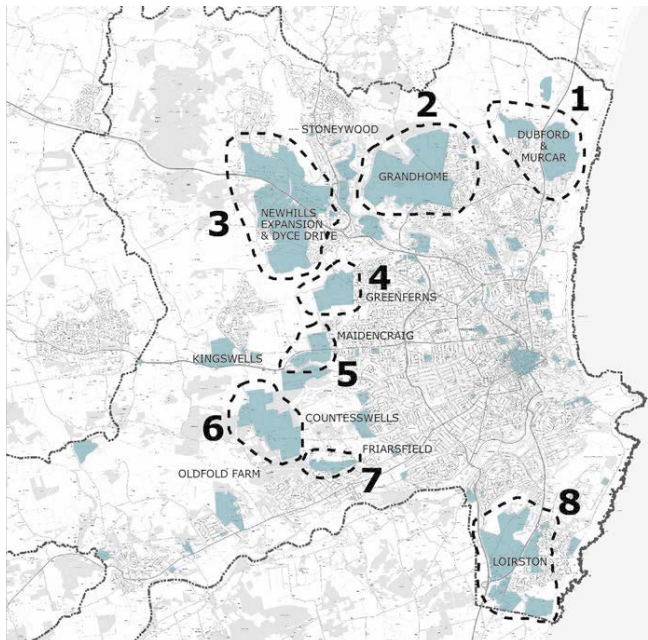 1
2
STONEYWOOD
DUBFORD
& MURCAR
GRANDHOME
3
NEWHILLS
EXPANSION
& DYCE DRIVE
4
GREENFERNS
MAIDENCRAIG
KINGSWELLS
5
6
COUNTESSWELLS
FRIARSFIELD
OLDFOLD FARM
7
8
LOIRSTON